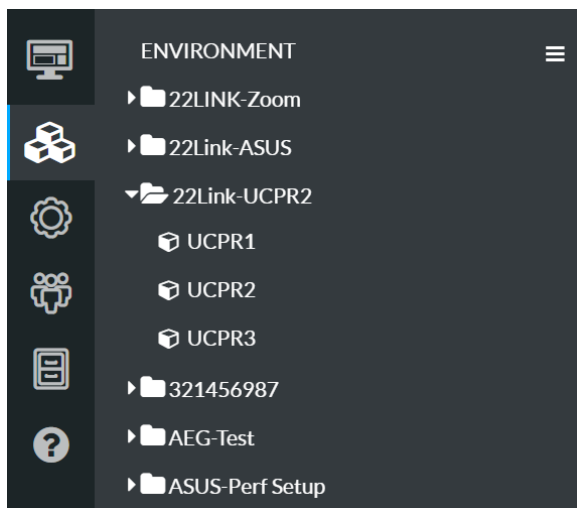 ENVIRONMENT
22LINK-Zoom
22Link-ASUS
22Link-UCPR2
UCPR1
UCPR2
UCPR3
321456987
AEG-Test
ASUS-Perf Setup